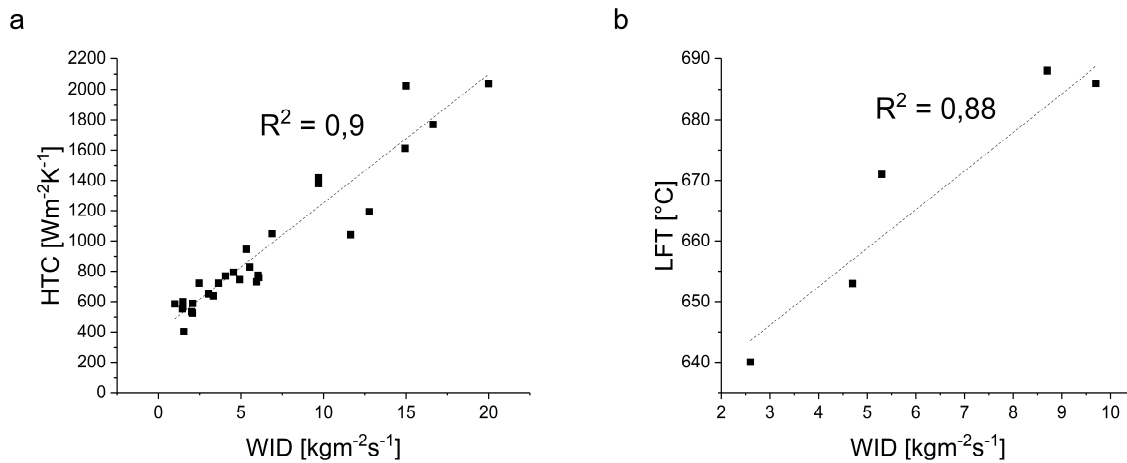 a
2200
2000
1800
1600
1400
1200
1000
800
600
400
200
0
HTC [Wm⁻²K⁻¹]
R² = 0,9
0 5 10 15 20
WID [kgm⁻²s⁻¹]
b
690
680
670
660
650
640
LFT [°C]
R² = 0,88
2 3 4 5 6 7 8 9 10
WID [kgm⁻²s⁻¹]